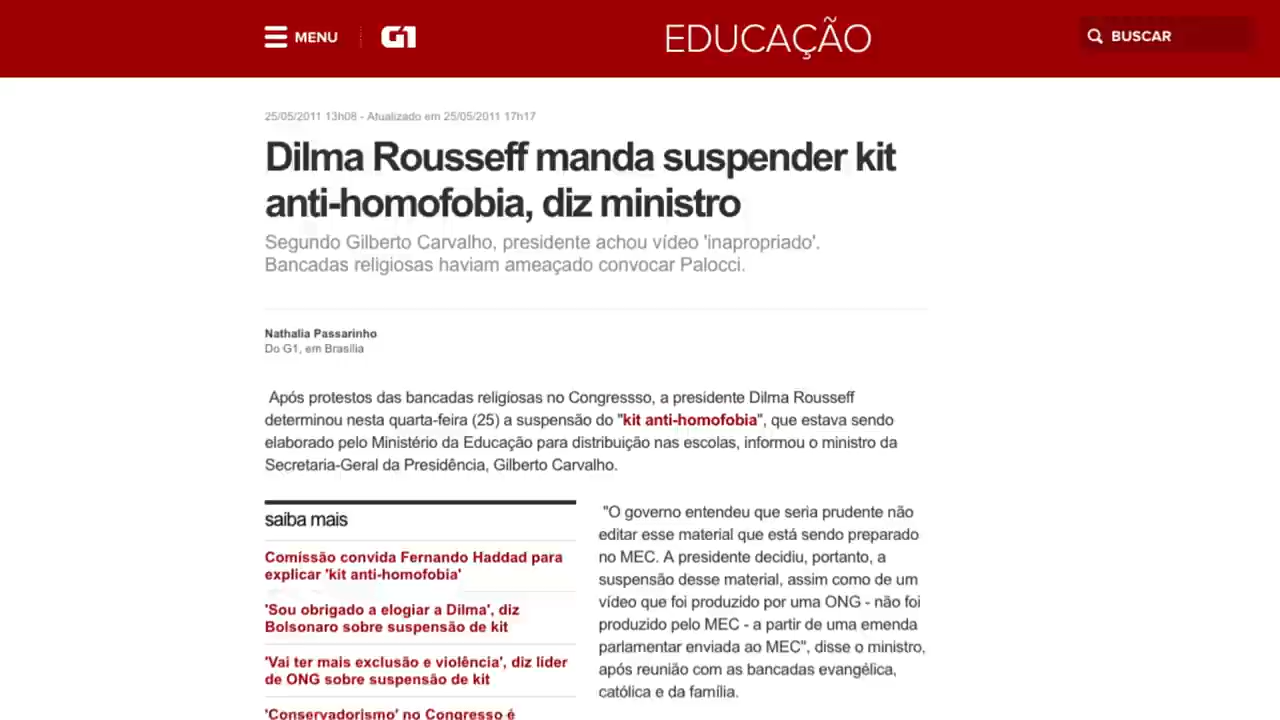 MENU
G1
EDUCAÇÃO
BUSCAR
25/05/2011 13h08 - Atualizado em 25/05/2011 17h17
Dilma Rousseff manda suspender kit
anti-homofobia, diz ministro
Segundo Gilberto Carvalho, presidente achou vídeo 'inapropriado'.
Bancadas religiosas haviam ameaçado convocar Palocci.
Nathalia Passarinho
Do G1, em Brasília
Após protestos das bancadas religiosas no Congressso, a presidente Dilma Rousseff
determinou nesta quarta-feira (25) a suspensão do "kit anti-homofobia", que estava sendo
elaborado pelo Ministério da Educação para distribuição nas escolas, informou o ministro da
Secretaria-Geral da Presidência, Gilberto Carvalho.
saiba mais
Comissão convida Fernando Haddad para
explicar 'kit anti-homofobia'
'Sou obrigado a elogiar a Dilma', diz
Bolsonaro sobre suspensão de kit
'Vai ter mais exclusão e violência', diz líder
de ONG sobre suspensão de kit
'Conservadorismo' no Congresso é
"O governo entendeu que seria prudente não
editar esse material que está sendo preparado
no MEC. A presidente decidiu, portanto, a
suspensão desse material, assim como de um
vídeo que foi produzido por uma ONG - não foi
produzido pelo MEC - a partir de uma emenda
parlamentar enviada ao MEC", disse o ministro,
após reunião com as bancadas evangélica,
católica e da família.